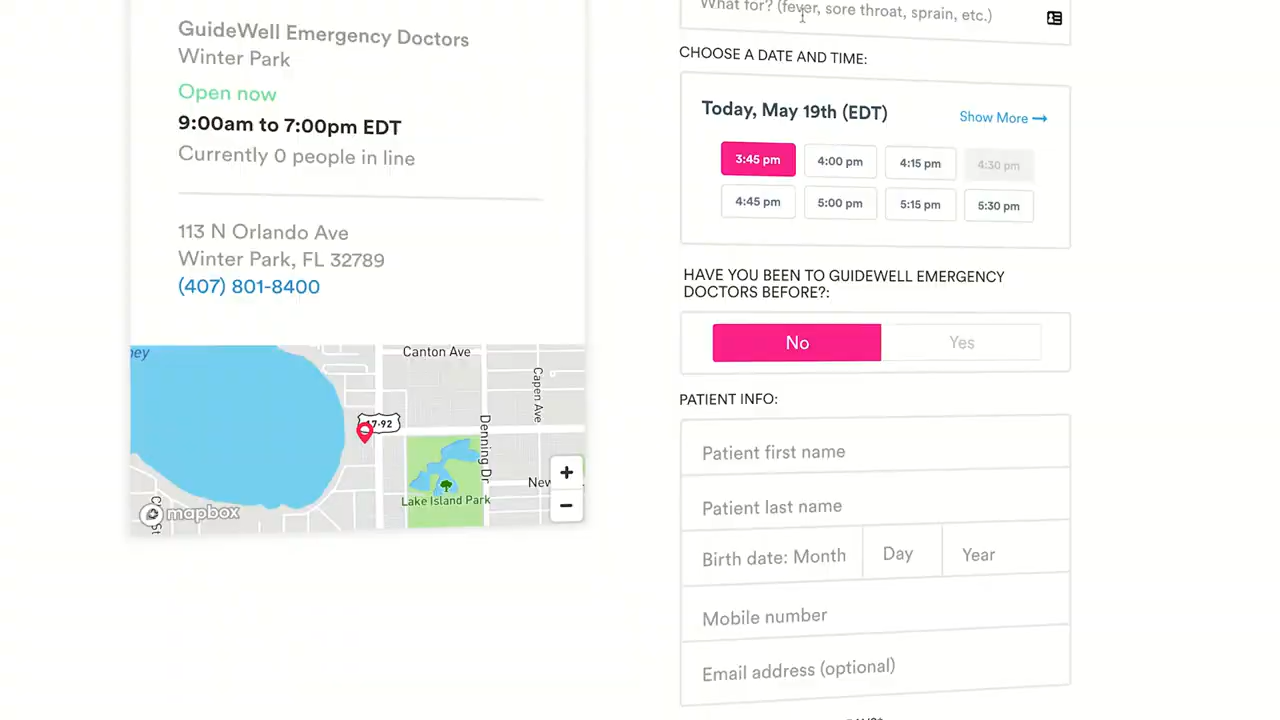 GuideWell Emergency Doctors
Winter Park
Open now
9:00am to 7:00pm EDT
Currently 0 people in line
113 N Orlando Ave
Winter Park, FL 32789
(407) 801-8400
Canton Ave
Capen Ave
17-92
Denning Dr
Lake Island Park
mapbox
+
−
What for? (fever, sore throat, sprain, etc.)
CHOOSE A DATE AND TIME:
Today, May 19th (EDT)
Show More →
3:45 pm 4:00 pm 4:15 pm 4:30 pm
4:45 pm 5:00 pm 5:15 pm 5:30 pm
HAVE YOU BEEN TO GUIDEWELL EMERGENCY
DOCTORS BEFORE?:
No Yes
PATIENT INFO:
Patient first name
Patient last name
Birth date: Month Day Year
Mobile number
Email address (optional)